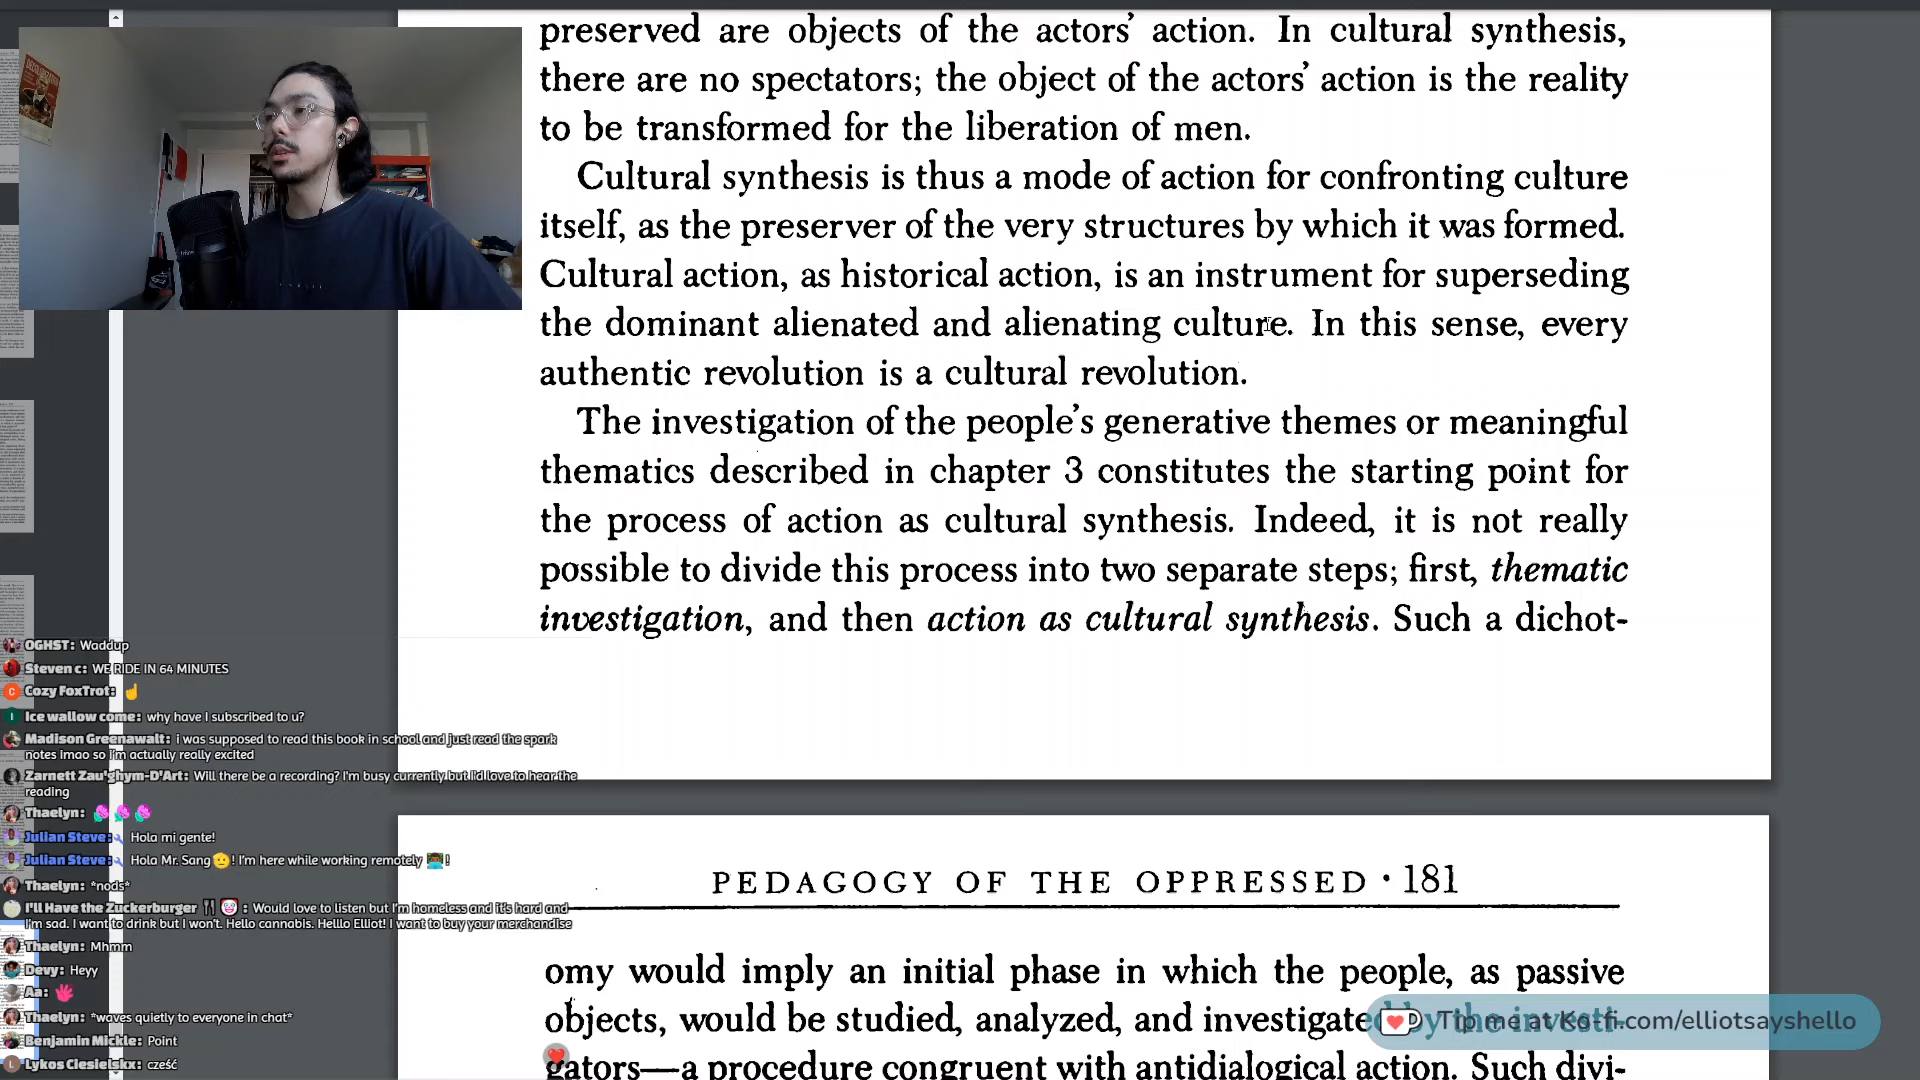 preserved are objects of the actors' action. In cultural synthesis,
there are no spectators; the object of the actors' action is the reality
to be transformed for the liberation of men.
Cultural synthesis is thus a mode of action for confronting culture
itself, as the preserver of the very structures by which it was formed.
Cultural action, as historical action, is an instrument for superseding
the dominant alienated and alienating culture. In this sense, every
authentic revolution is a cultural revolution.
The investigation of the people's generative themes or meaningful
thematics described in chapter 3 constitutes the starting point for
the process of action as cultural synthesis. Indeed, it is not really
possible to divide this process into two separate steps; first, thematic
investigation, and then action as cultural synthesis. Such a dichot-
PEDAGOGY OF THE OPPRESSED • 181
omy would imply an initial phase in which the people, as passive
objects, would be studied, analyzed, and investigated by the investi-
gators—a procedure congruent with antidialogical action. Such divi-
OGHST: Waddup
Steven c: WE RIDE IN 64 MINUTES
Cozy FoxTrot: ☝
Ice wallow come: why have I subscribed to u?
Madison Greenawalt: i was supposed to read this book in school and just read the spark
notes lmao so i'm actually really excited
Zarnett Zau'ghym-D'Art: Will there be a recording? I'm busy currently but I'd love to hear the
reading
Thaelyn:
Julian Steve: Hola mi gente!
Julian Steve: Hola Mr. Sang🫡! I'm here while working remotely 👨🏾‍💻!
Thaelyn: *nods*
I'll Have the Zuckerburger 🍴 🤡: Would love to listen but I'm homeless and it's hard and
I'm sad. I want to drink but I won't. Hello cannabis. Helllo Elliot! I want to buy your merchandise
Thaelyn: Mhmm
Devy: Heyy
Aa:
Thaelyn: *waves quietly to everyone in chat*
Benjamin Mickle: Point
Lykos Ciesielskx: cześć
Tip me at Ko-fi.com/elliotsayshello